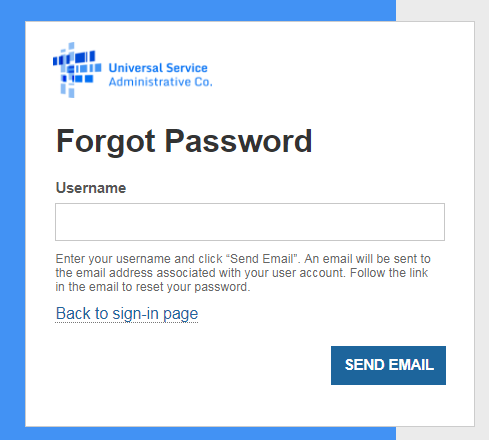 Universal Service
Administrative Co.
Forgot Password
Username
Enter your username and click “Send Email”. An email will be sent to
the email address associated with your user account. Follow the link
in the email to reset your password.
Back to sign-in page
SEND EMAIL